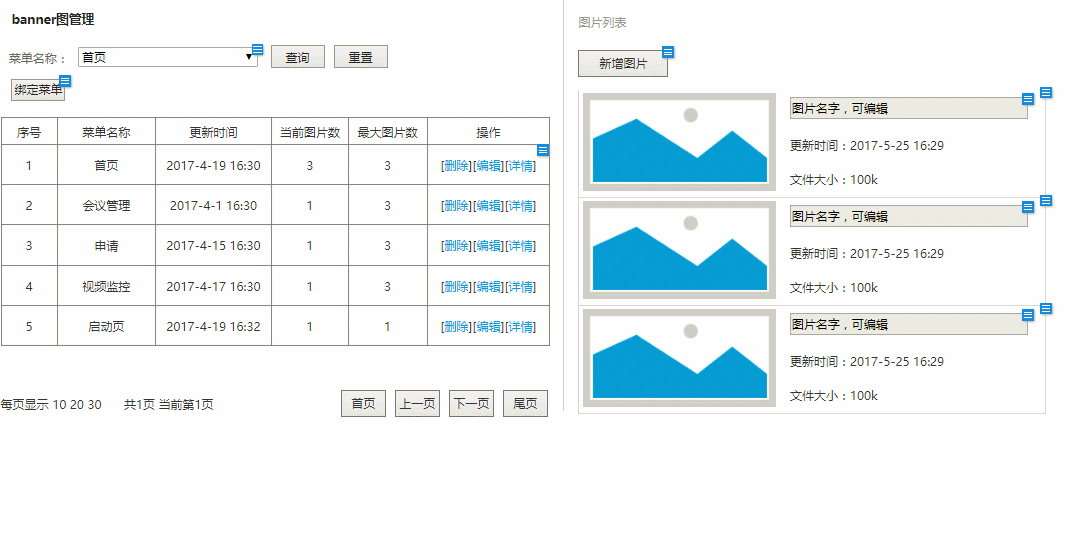 banner图管理
菜单名称： 首页 查询 重置
绑定菜单
序号 菜单名称 更新时间 当前图片数 最大图片数 操作
1 首页 2017-4-19 16:30 3 3 [删除][编辑][详情]
2 会议管理 2017-4-1 16:30 1 3 [删除][编辑][详情]
3 申请 2017-4-15 16:30 1 3 [删除][编辑][详情]
4 视频监控 2017-4-17 16:30 1 3 [删除][编辑][详情]
5 启动页 2017-4-19 16:32 1 1 [删除][编辑][详情]
每页显示 10 20 30 共1页 当前第1页 首页 上一页 下一页 尾页
图片列表
新增图片
图片名字，可编辑
更新时间：2017-5-25 16:29
文件大小：100k
图片名字，可编辑
更新时间：2017-5-25 16:29
文件大小：100k
图片名字，可编辑
更新时间：2017-5-25 16:29
文件大小：100k